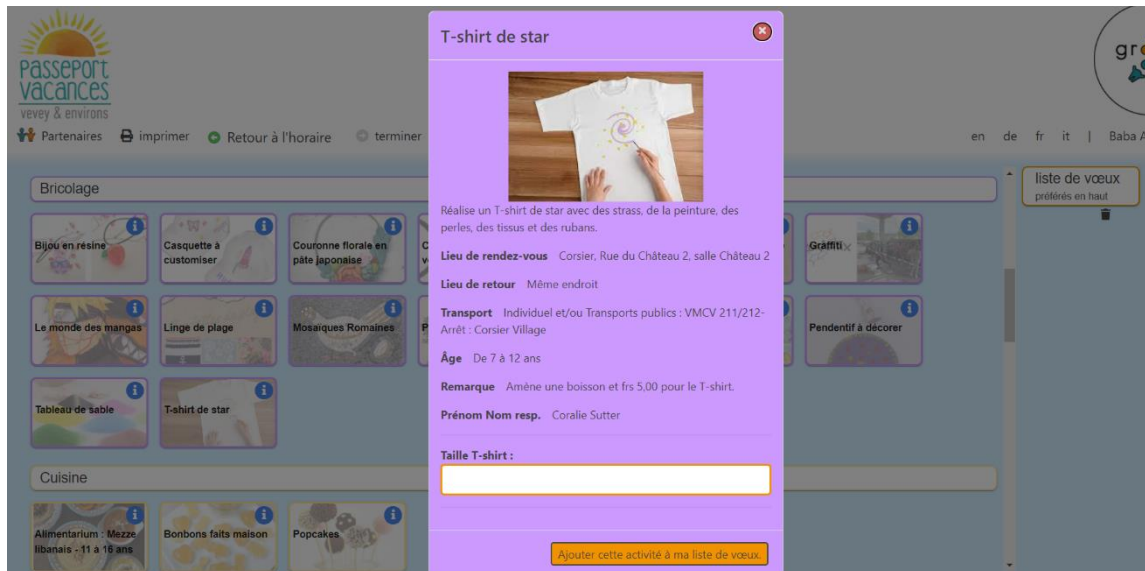 passeport
vacances
vevey & environs
Partenaires
imprimer
Retour à l'horaire
terminer
en de fr it | Baba A
Bricolage
Bijou en résine
Casquette à
customiser
Couronne florale en
pâte japonaise
Graffiti
Le monde des mangas
Linge de plage
Mosaïques Romaines
Pendentif à décorer
Tableau de sable
T-shirt de star
Cuisine
Alimentarium : Mezze
libanais - 11 à 16 ans
Bonbons faits maison
Popcakes
T-shirt de star
Réalise un T-shirt de star avec des strass, de la peinture, des
perles, des tissus et des rubans.
Lieu de rendez-vous Corsier, Rue du Château 2, salle Château 2
Lieu de retour Même endroit
Transport Individuel et/ou Transports publics : VMCV 211/212-
Arrêt : Corsier Village
Âge De 7 à 12 ans
Remarque Amène une boisson et frs 5,00 pour le T-shirt.
Prénom Nom resp. Coralie Sutter
Taille T-shirt :
Ajouter cette activité à ma liste de vœux.
liste de vœux
préférés en haut